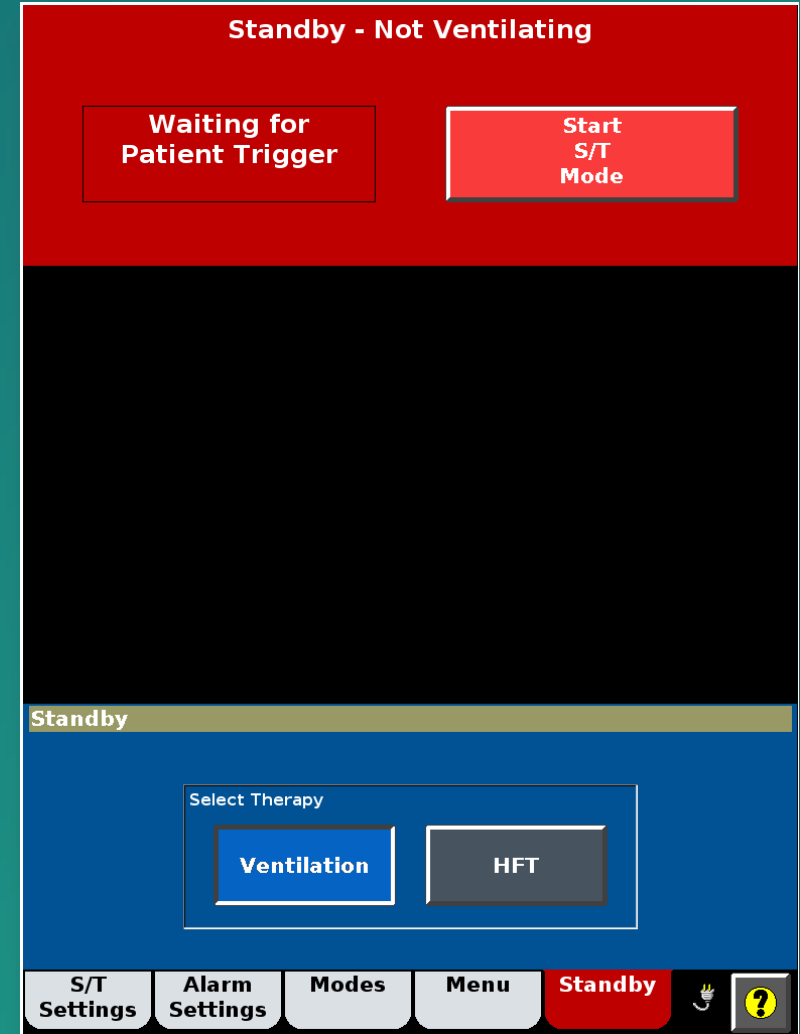 Standby - Not Ventilating
Waiting for
Patient Trigger
Start
S/T
Mode
Standby
Select Therapy
Ventilation
HFT
S/T
Settings
Alarm
Settings
Modes
Menu
Standby
?